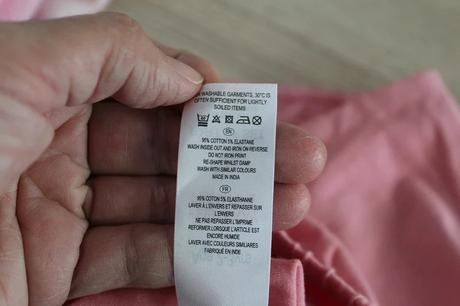 WASHABLE GARMENTS, 30°C IS
OFTEN SUFFICIENT FOR LIGHTLY
SOILED ITEMS
EN
95% COTTON 5% ELASTANE
WASH INSIDE OUT AND IRON ON REVERSE
DO NOT IRON PRINT
RE-SHAPE WHILST DAMP
WASH WITH SIMILAR COLOURS
MADE IN INDIA
FR
95% COTON 5% ELASTHANNE
LAVER À L'ENVERS ET REPASSER SUR
L'ENVERS
NE PAS REPASSER L'IMPRIME
REFORMER LORSQUE L'ARTICLE EST
ENCORE HUMIDE
LAVER AVEC COULEURS SIMILAIRES
FABRIQUÉ EN INDE